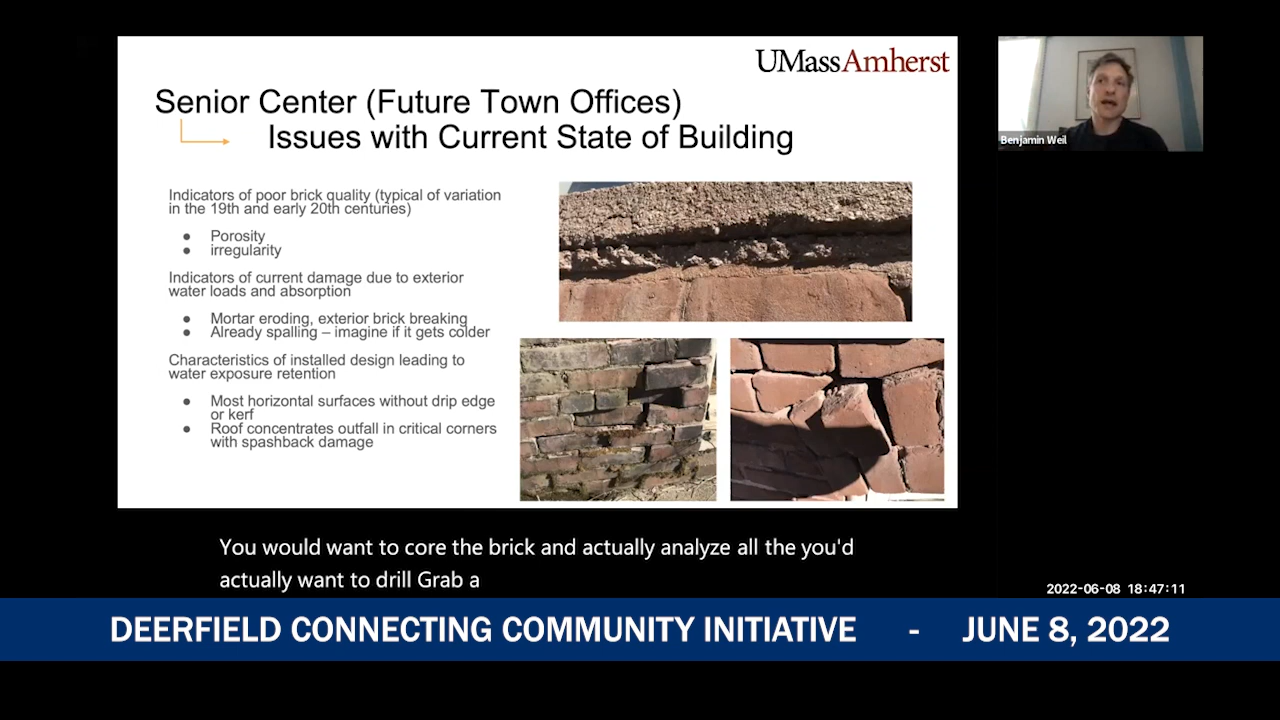 UMassAmherst
Senior Center (Future Town Offices)
Issues with Current State of Building
Indicators of poor brick quality (typical of variation
in the 19th and early 20th centuries)
● Porosity
● irregularity
Indicators of current damage due to exterior
water loads and absorption
● Mortar eroding, exterior brick breaking
● Already spalling – imagine if it gets colder
Characteristics of installed design leading to
water exposure retention
● Most horizontal surfaces without drip edge
or kerf
● Roof concentrates outfall in critical corners
with spashback damage
Benjamin Weil
You would want to core the brick and actually analyze all the you'd
actually want to drill Grab a
2022-06-08 18:47:11
DEERFIELD CONNECTING COMMUNITY INITIATIVE - JUNE 8, 2022